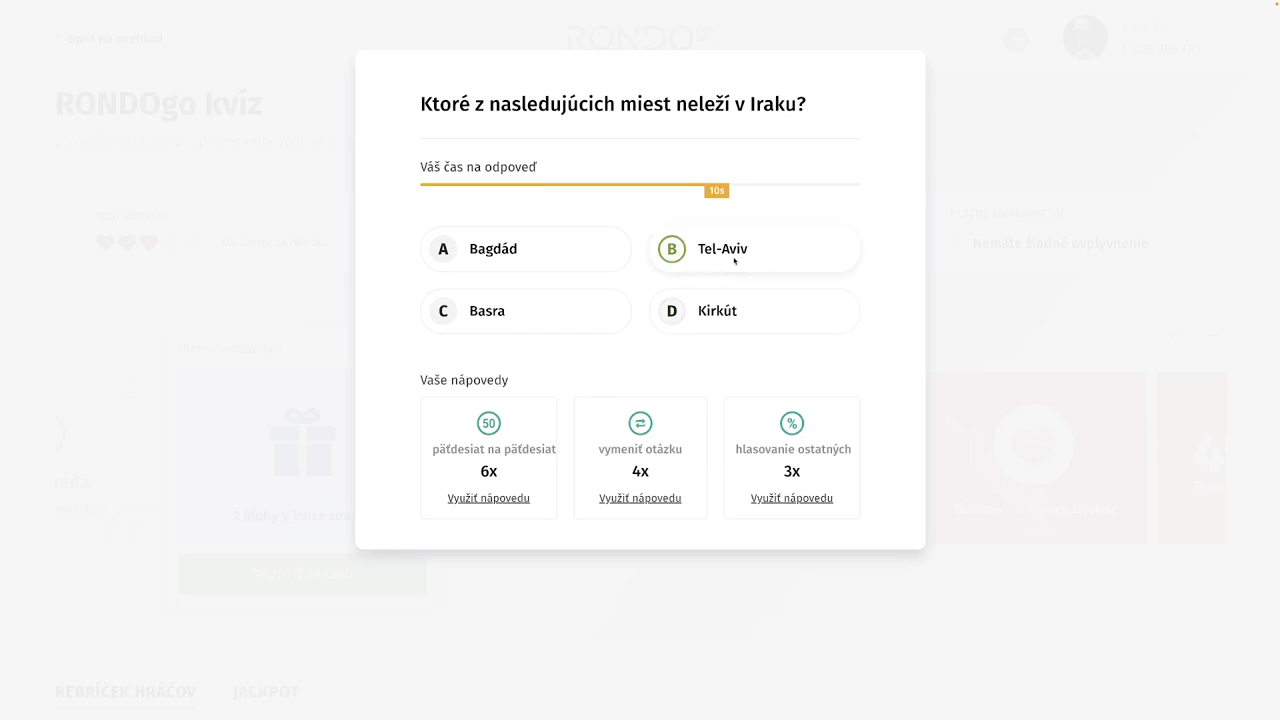 < Späť na prehľad
RONDOgo
RONDOgo kvíz
Ktoré z nasledujúcich miest neleží v Iraku?
Váš čas na odpoveď
10s
A Bagdád
B Tel-Aviv
C Basra
D Kirkút
Nemáte žiadne ovplyvnenie
Vaše nápovedy
50
päťdesiat na päťdesiat
6x
Využiť nápovedu
vymeniť otázku
4x
Využiť nápovedu
%
hlasovanie ostatných
3x
Využiť nápovedu
REBRÍČEK HRÁČOV
JACKPOT